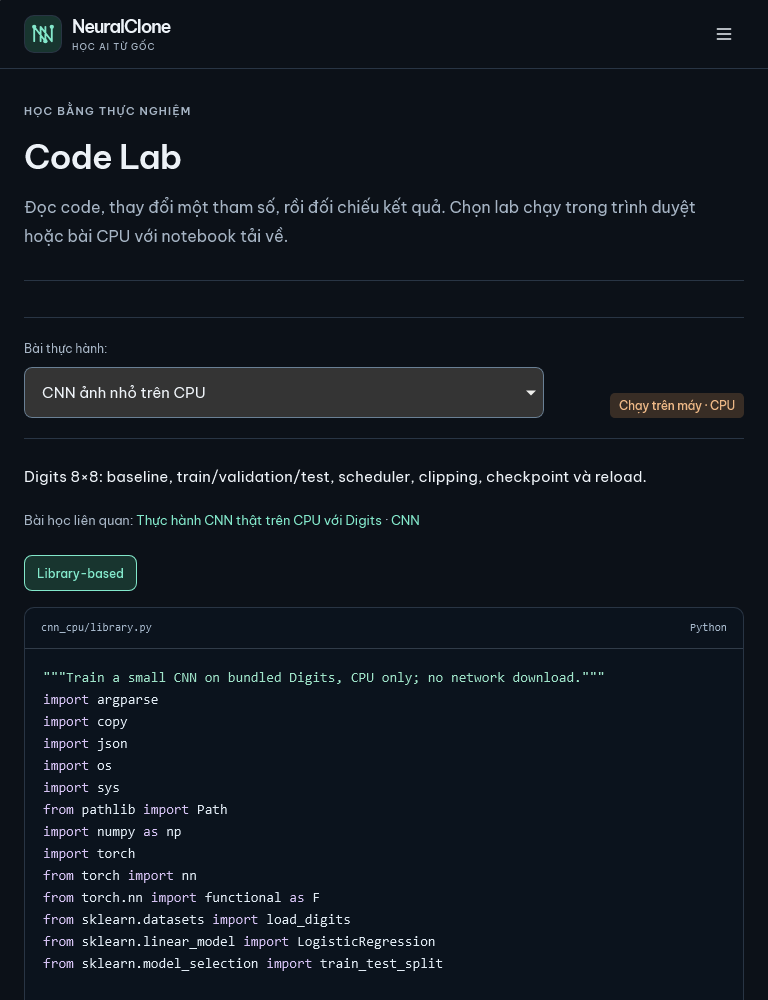 NeuralClone
HỌC AI TỪ GỐC
HỌC BẰNG THỰC NGHIỆM
Code Lab
Đọc code, thay đổi một tham số, rồi đối chiếu kết quả. Chọn lab chạy trong trình duyệt
hoặc bài CPU với notebook tải về.
Bài thực hành:
CNN ảnh nhỏ trên CPU
Chạy trên máy · CPU
Digits 8×8: baseline, train/validation/test, scheduler, clipping, checkpoint và reload.
Bài học liên quan: Thực hành CNN thật trên CPU với Digits · CNN
Library-based
cnn_cpu/library.py
Python
"""Train a small CNN on bundled Digits, CPU only; no network download."""
import argparse
import copy
import json
import os
import sys
from pathlib import Path
import numpy as np
import torch
from torch import nn
from torch.nn import functional as F
from sklearn.datasets import load_digits
from sklearn.linear_model import LogisticRegression
from sklearn.model_selection import train_test_split